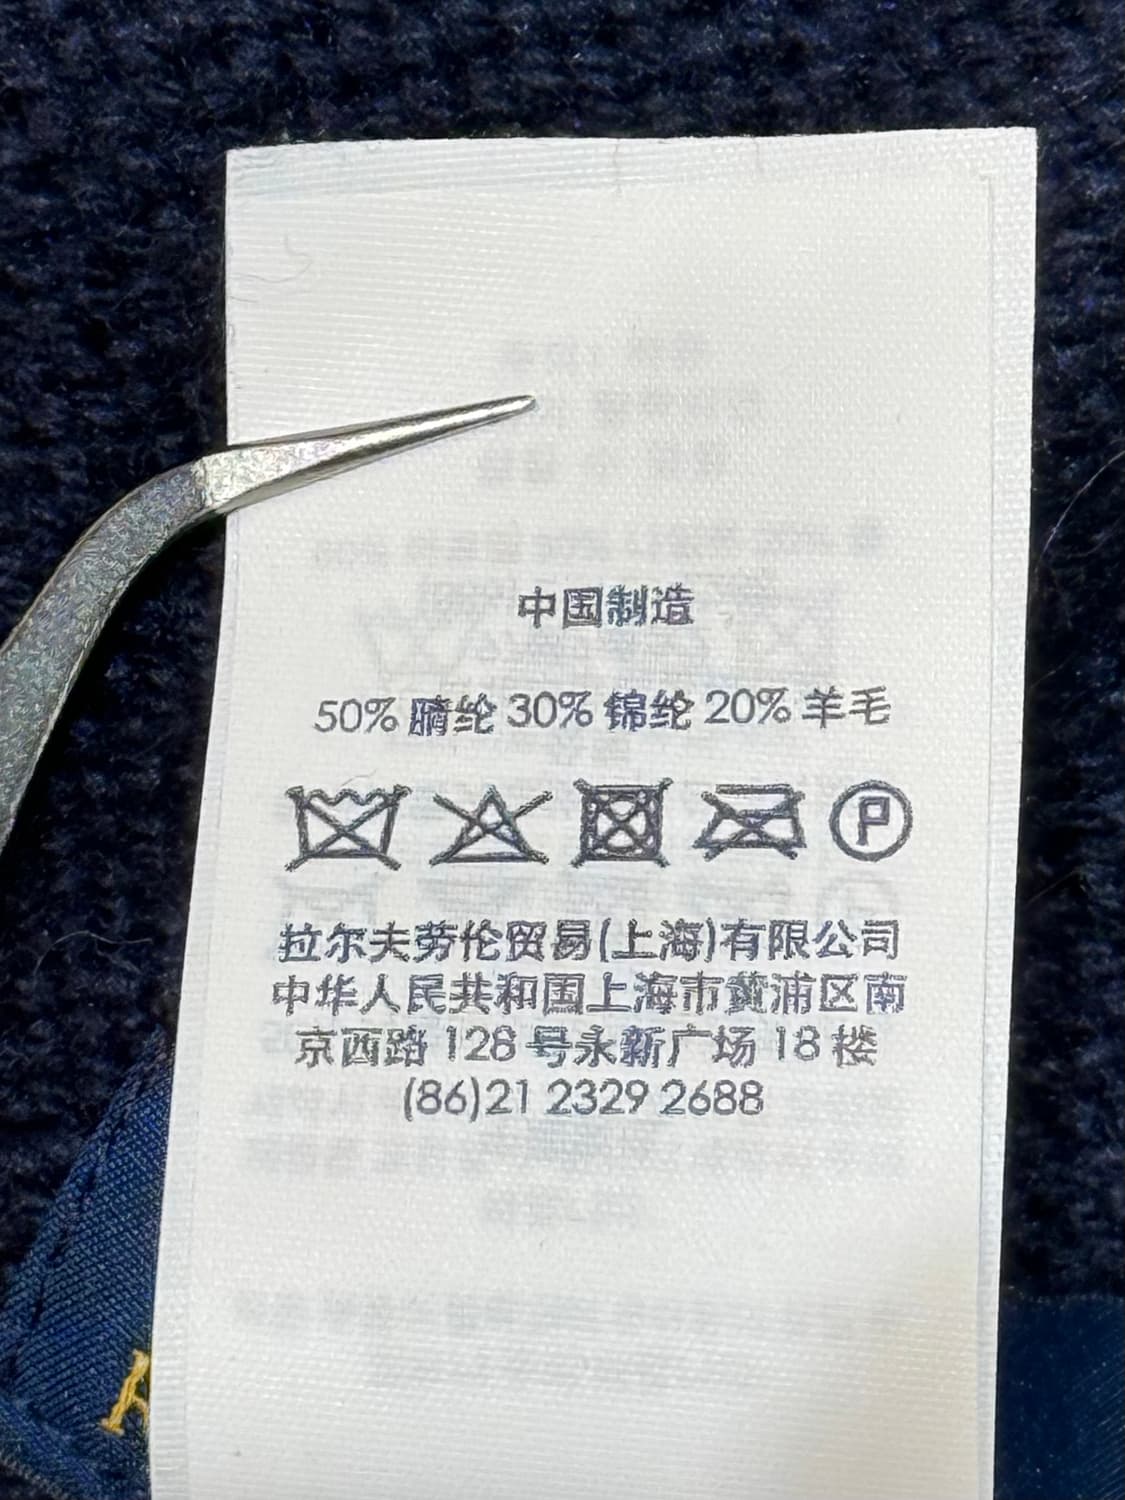 中国制造
50% 腈纶 30% 锦纶 20% 羊毛
P
拉尔夫劳伦贸易(上海)有限公司
中华人民共和国上海市黄浦区南
京西路 128 号永新广场 18 楼
(86)21 2329 2688
A